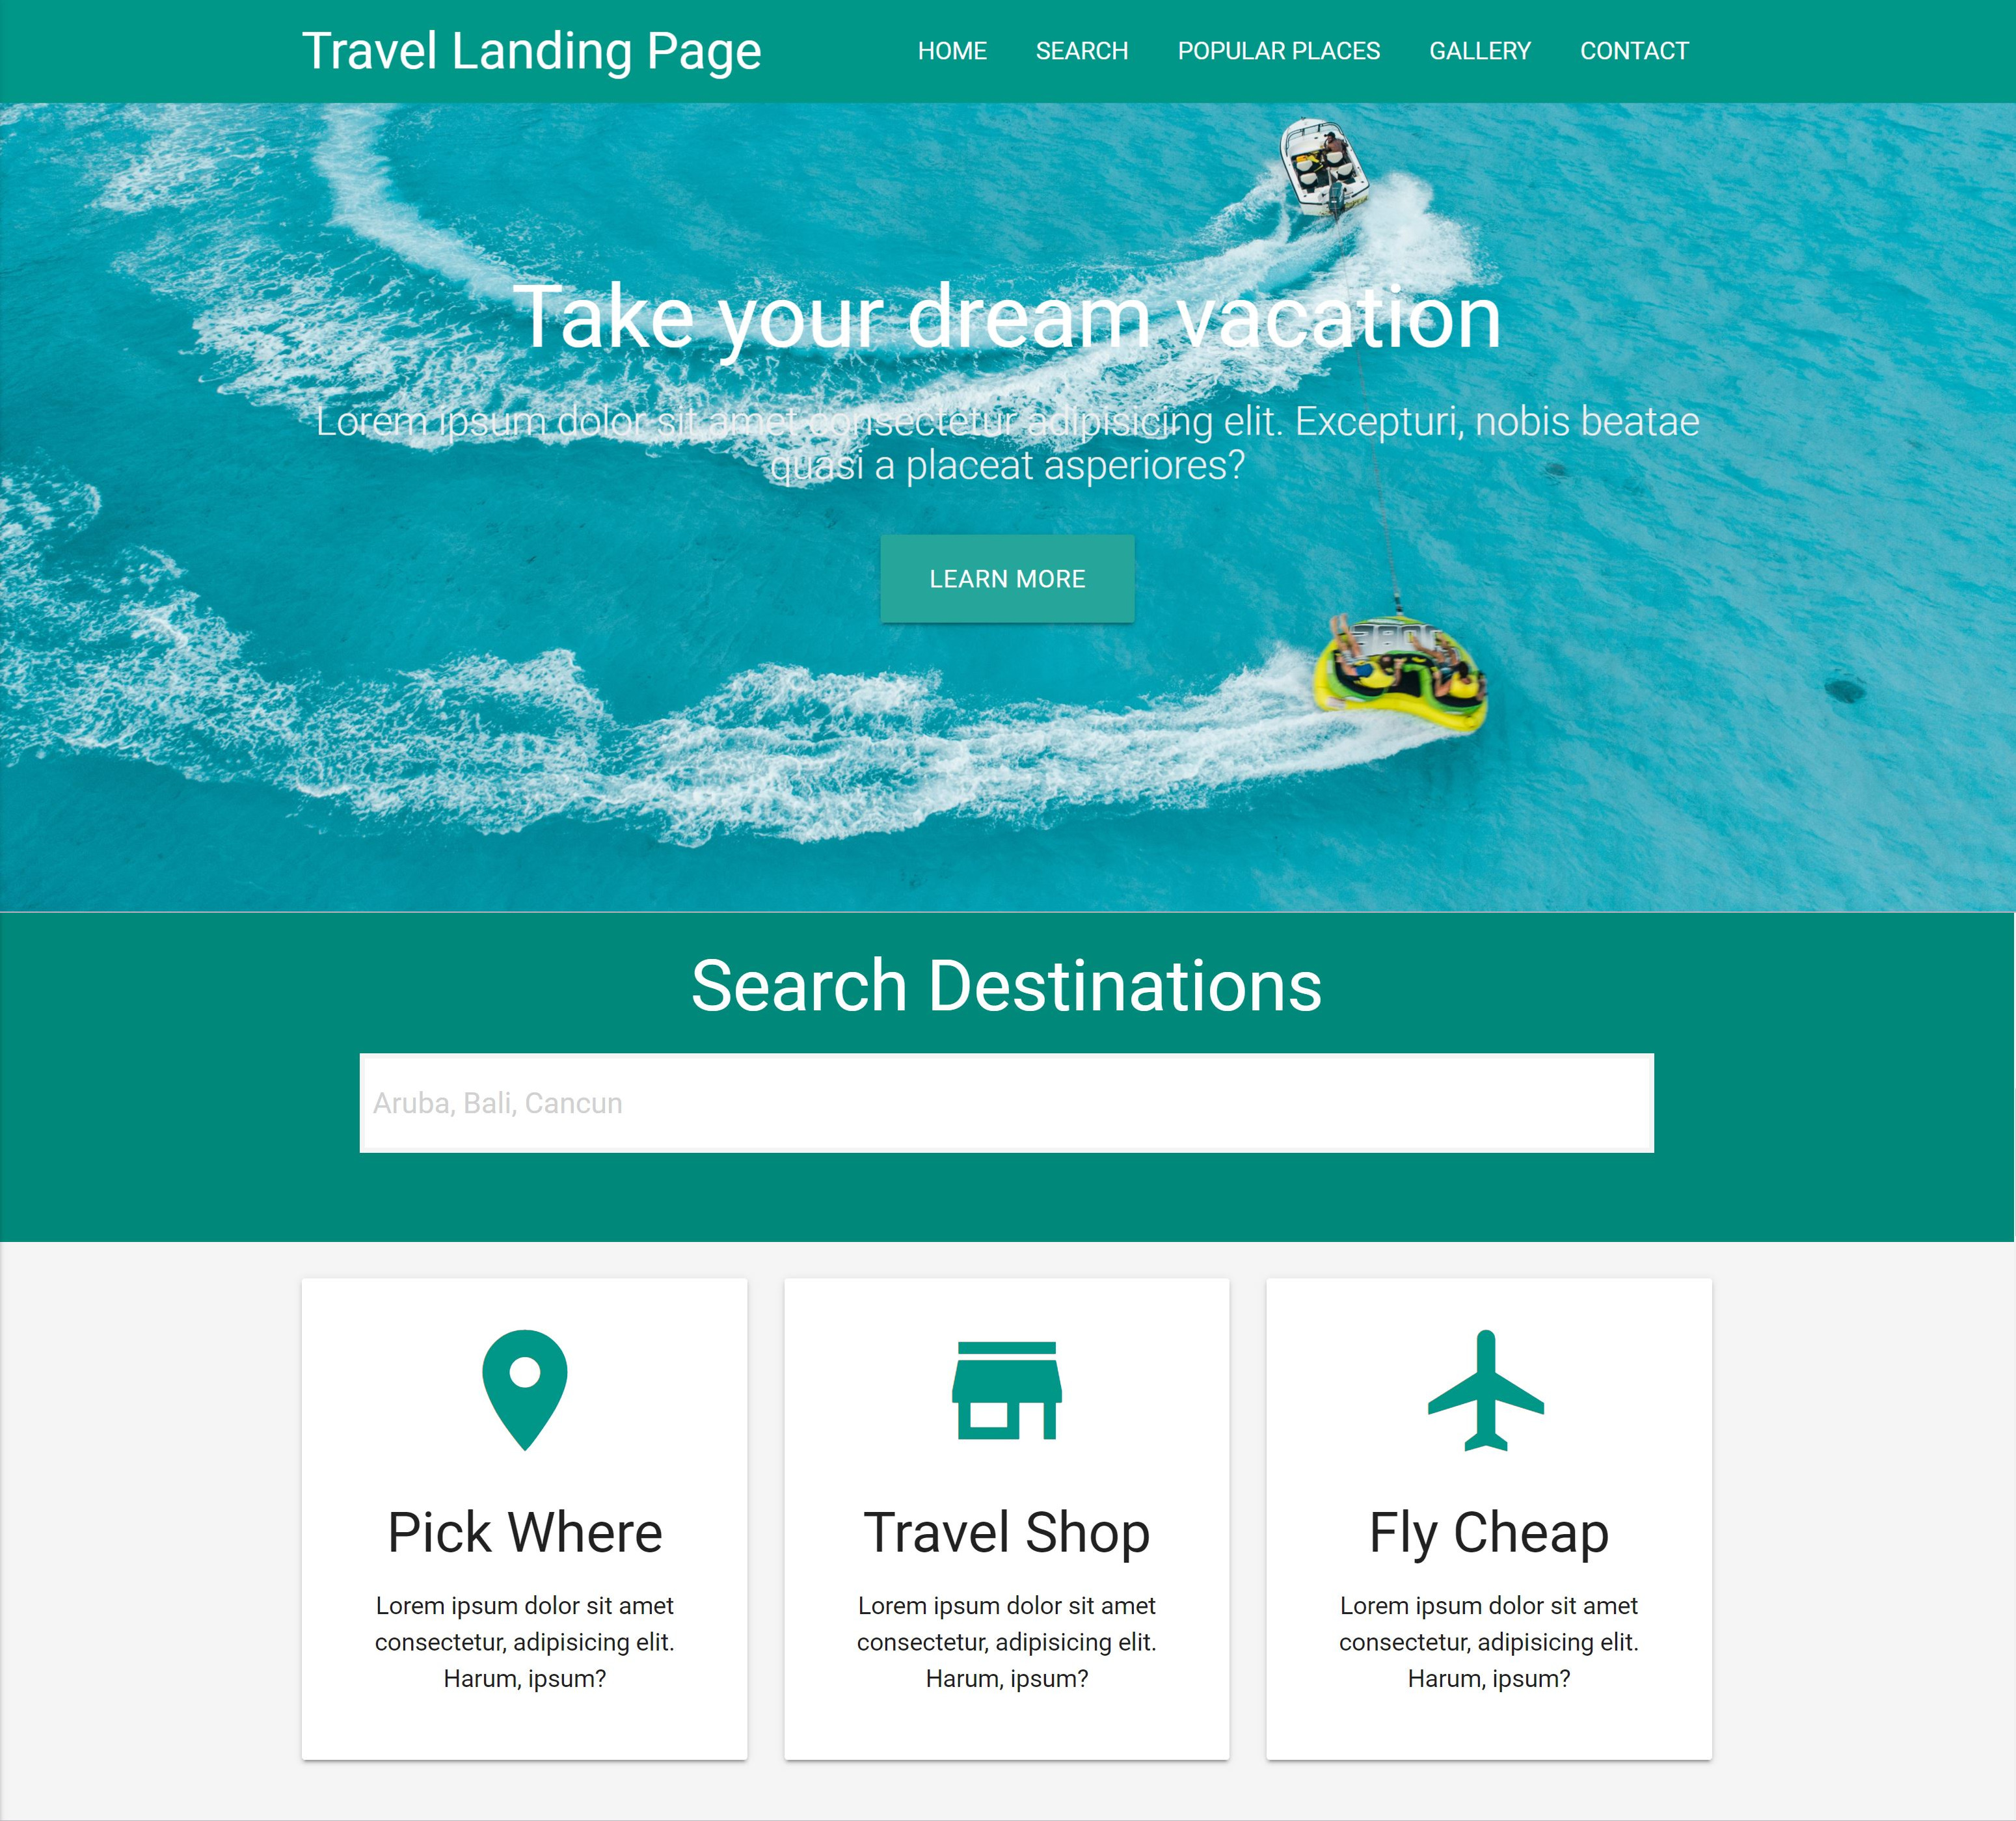 Travel Landing Page
HOME SEARCH POPULAR PLACES GALLERY CONTACT
Take your dream vacation
Lorem ipsum dolor sit amet consectetur adipisicing elit. Excepturi, nobis beatae
quasi a placeat asperiores?
LEARN MORE
Search Destinations
Aruba, Bali, Cancun
Pick Where
Lorem ipsum dolor sit amet
consectetur, adipisicing elit.
Harum, ipsum?
Travel Shop
Lorem ipsum dolor sit amet
consectetur, adipisicing elit.
Harum, ipsum?
Fly Cheap
Lorem ipsum dolor sit amet
consectetur, adipisicing elit.
Harum, ipsum?